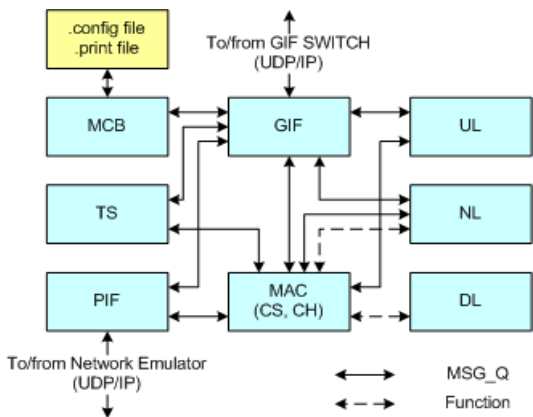 .config file
.print file
To/from GIF SWITCH
(UDP/IP)
MCB
GIF
UL
TS
NL
PIF
MAC
(CS, CH)
DL
To/from Network Emulator
(UDP/IP)
MSG_Q
Function